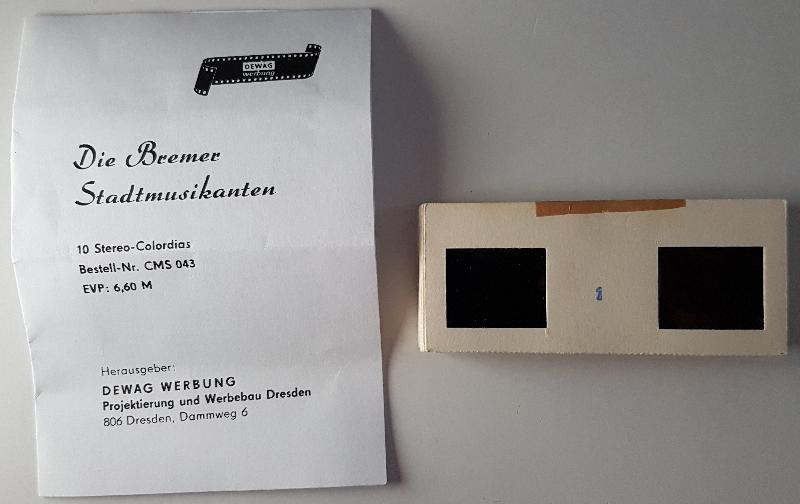 DEWAG
werbung
Die Bremer
Stadtmusikanten
10 Stereo-Colordias
Bestell-Nr. CMS 043
EVP: 6,60 M
Herausgeber:
DEWAG WERBUNG
Projektierung und Werbebau Dresden
806 Dresden, Dammweg 6
1